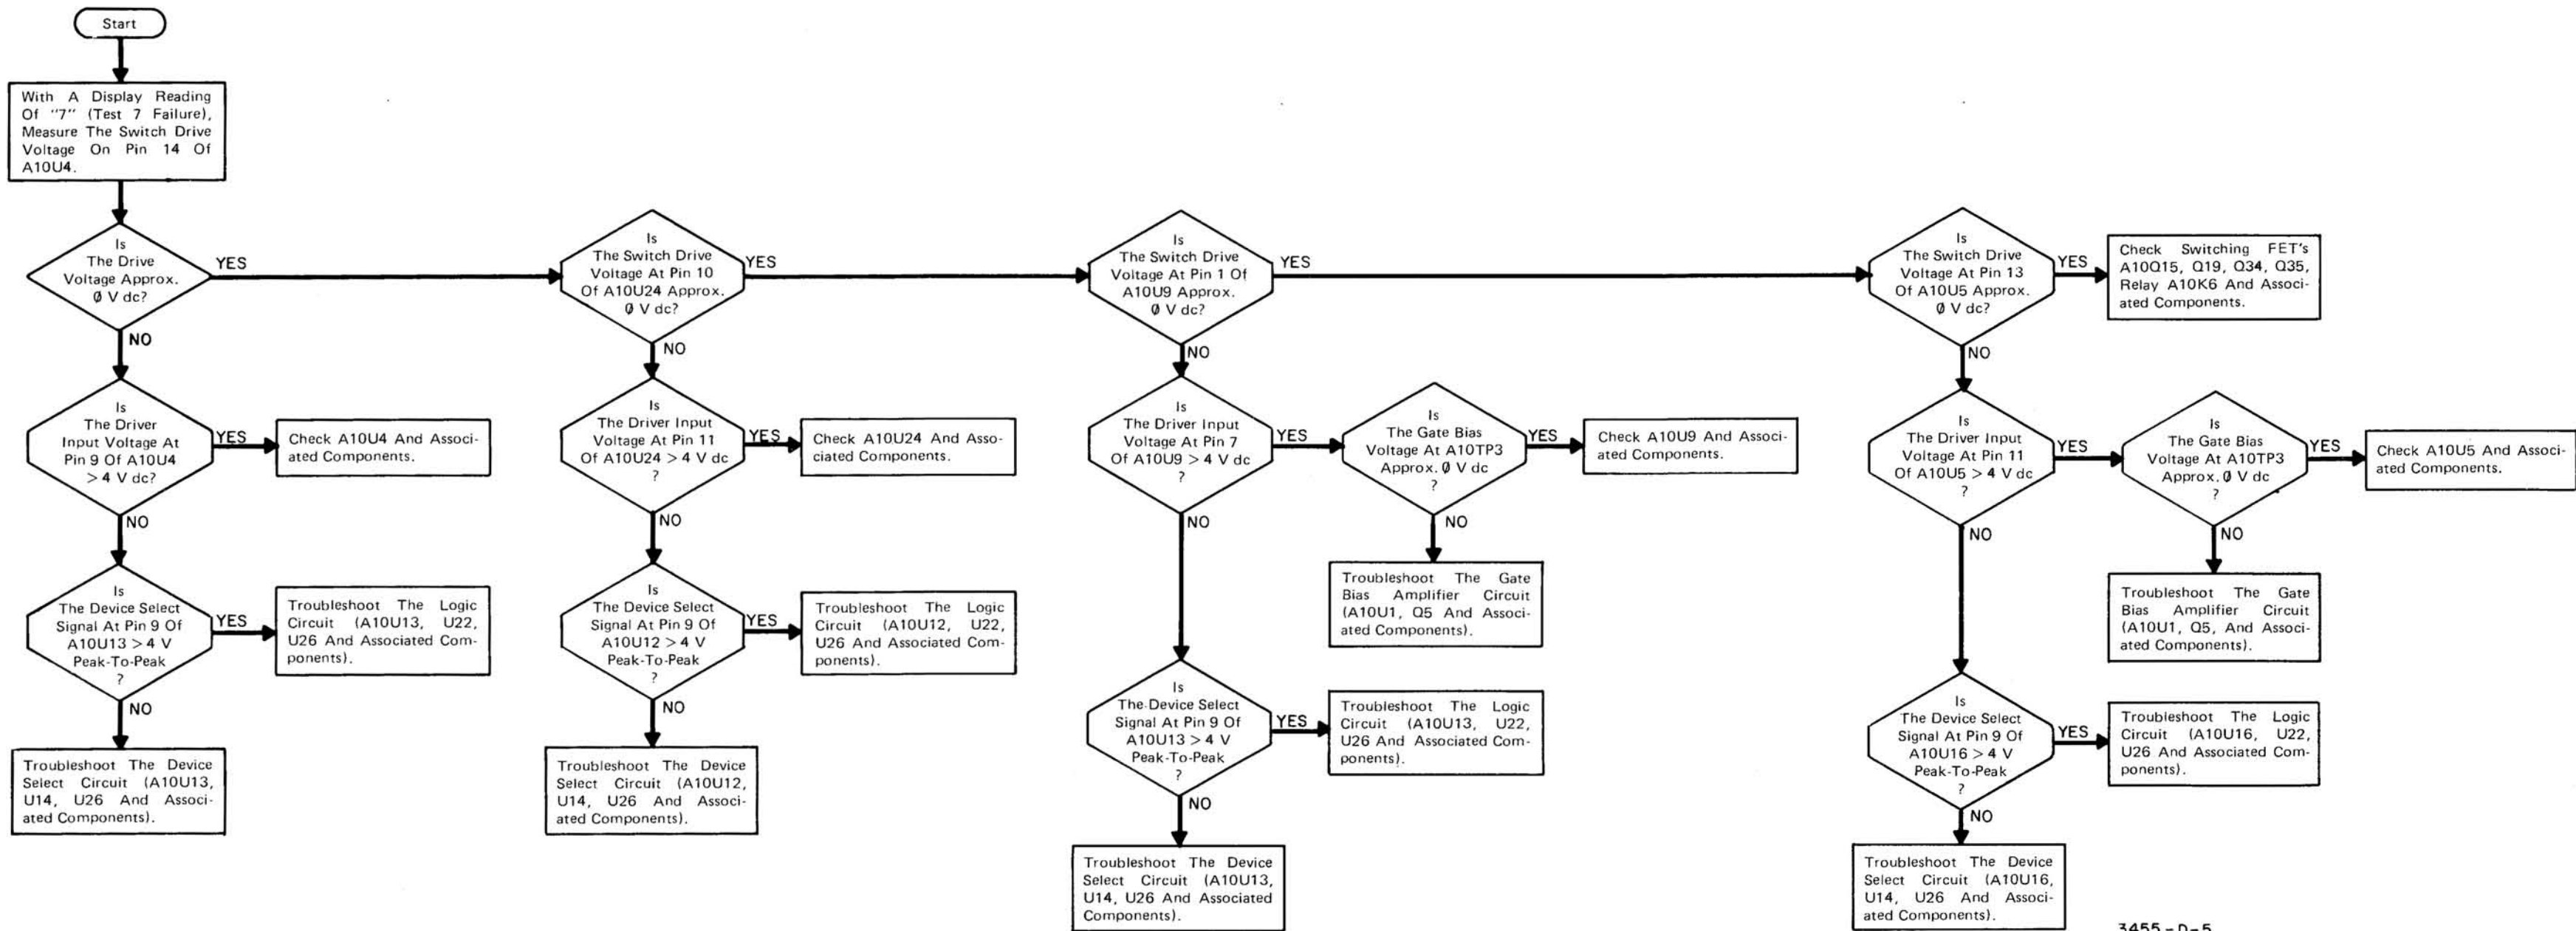 Start
With A Display Reading
Of "7" (Test 7 Failure),
Measure The Switch Drive
Voltage On Pin 14 Of
A10U4.
Is
The Drive
Voltage Approx.
0 V dc?
YES
NO
Is
The Driver
Input Voltage At
Pin 9 Of A10U4
> 4 V dc?
YES
Check A10U4 And Associ-
ated Components.
NO
Is
The Device Select
Signal At Pin 9 Of
A10U13 > 4 V
Peak-To-Peak
?
YES
Troubleshoot The Logic
Circuit (A10U13, U22,
U26 And Associated Com-
ponents).
NO
Troubleshoot The Device
Select Circuit (A10U13,
U14, U26 And Associ-
ated Components).
Is
The Switch Drive
Voltage At Pin 10
Of A10U24 Approx.
0 V dc?
YES
NO
Is
The Driver Input
Voltage At Pin 11
Of A10U24 > 4 V dc
?
YES
Check A10U24 And Asso-
ciated Components.
NO
Is
The Device Select
Signal At Pin 9 Of
A10U12 > 4 V
Peak-To-Peak
?
YES
Troubleshoot The Logic
Circuit (A10U12, U22,
U26 And Associated Com-
ponents).
NO
Troubleshoot The Device
Select Circuit (A10U12,
U14, U26 And Associ-
ated Components).
Is
The Switch Drive
Voltage At Pin 1 Of
A10U9 Approx.
0 V dc?
YES
NO
Is
The Driver Input
Voltage At Pin 7
Of A10U9 > 4 V dc
?
YES
Is
The Gate Bias
Voltage At A10TP3
Approx. 0 V dc
?
YES
Check A10U9 And Associ-
ated Components.
NO
Troubleshoot The Gate
Bias Amplifier Circuit
(A10U1, Q5 And Associ-
ated Components).
NO
Is
The Device Select
Signal At Pin 9 Of
A10U13 > 4 V
Peak-To-Peak
?
YES
Troubleshoot The Logic
Circuit (A10U13, U22,
U26 And Associated Com-
ponents).
NO
Troubleshoot The Device
Select Circuit (A10U13,
U14, U26 And Associated
Components).
Is
The Switch Drive
Voltage At Pin 13
Of A10U5 Approx.
0 V dc?
YES
Check Switching FET's
A10Q15, Q19, Q34, Q35,
Relay A10K6 And Associ-
ated Components.
NO
Is
The Driver Input
Voltage At Pin 11
Of A10U5 > 4 V dc
?
YES
Is
The Gate Bias
Voltage At A10TP3
Approx. 0 V dc
?
YES
Check A10U5 And Associ-
ated Components.
NO
Troubleshoot The Gate
Bias Amplifier Circuit
(A10U1, Q5, And Associ-
ated Components).
NO
Is
The Device Select
Signal At Pin 9 Of
A10U16 > 4 V
Peak-To-Peak
?
YES
Troubleshoot The Logic
Circuit (A10U16, U22,
U26 And Associated Com-
ponents).
NO
Troubleshoot The Device
Select Circuit (A10U16,
U14, U26 And Associ-
ated Components).
3455-D-5